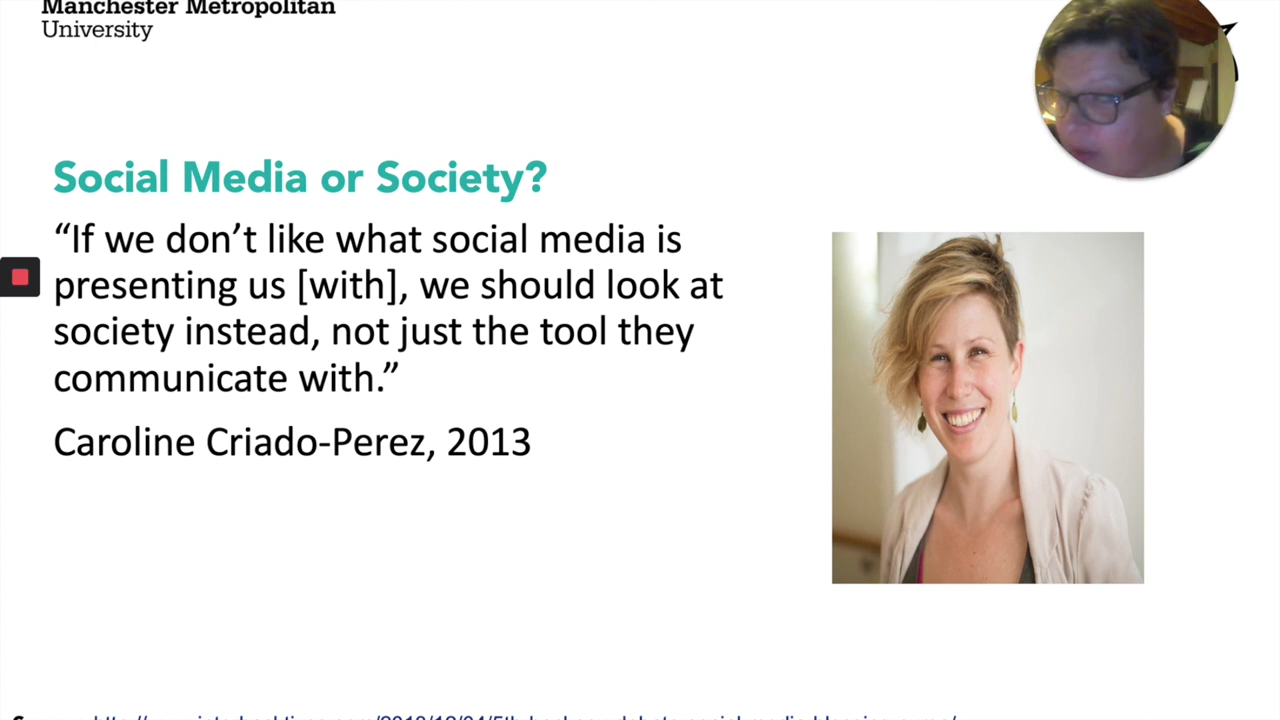 Manchester Metropolitan
University
Social Media or Society?
“If we don’t like what social media is
presenting us [with], we should look at
society instead, not just the tool they
communicate with.”
Caroline Criado-Perez, 2013